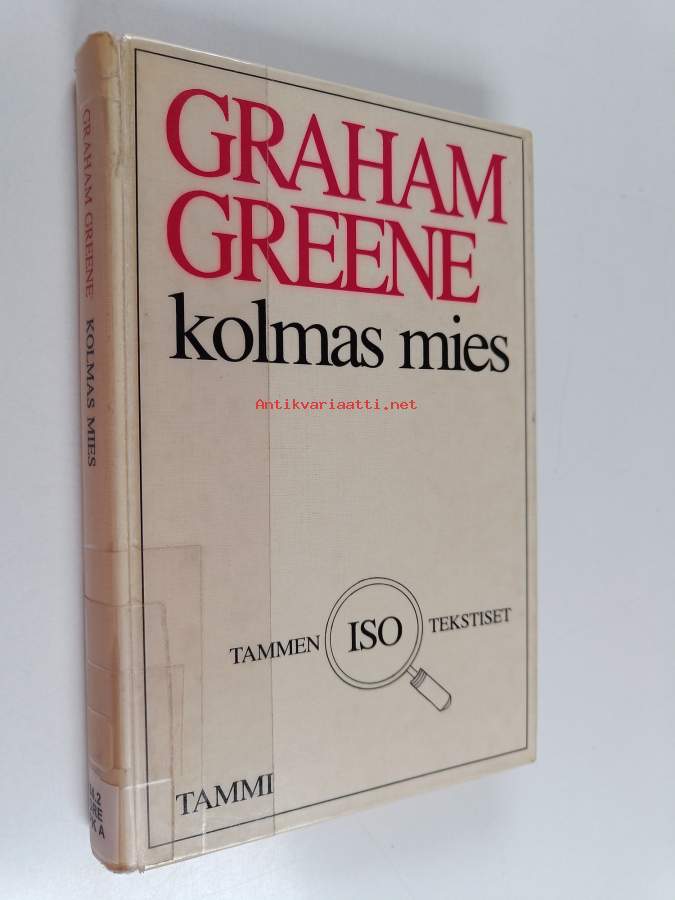 GRAHAM
GREENE
kolmas mies
Antikvariaatti.net
TAMMEN ISO TEKSTISET
TAMMI
GRAHAM GREENE KOLMAS MIES